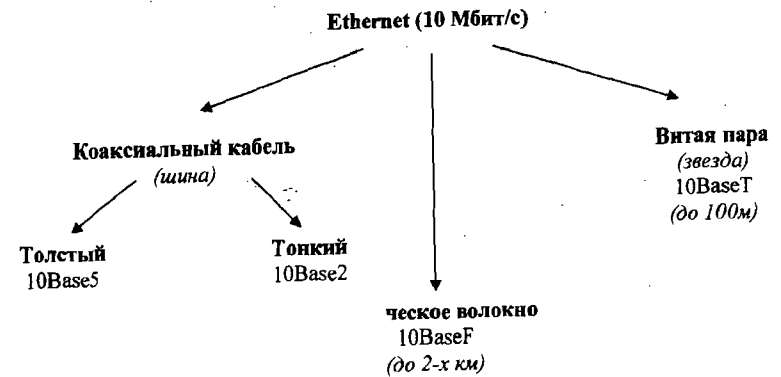 Ethernet (10 Мбит/с)
Коаксиальный кабель
(шина)
Витая пара
(звезда)
10BaseT
(до 100м)
Толстый
10Base5
Тонкий
10Base2
ческое волокно
10BaseF
(до 2-х км)